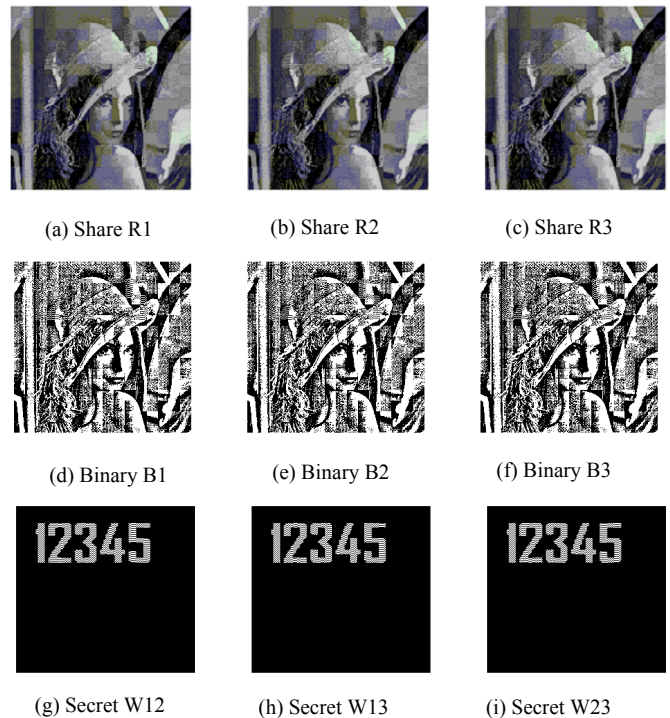 (a) Share R1
(b) Share R2
(c) Share R3
(d) Binary B1
(e) Binary B2
(f) Binary B3
12345
12345
12345
(g) Secret W12
(h) Secret W13
(i) Secret W23